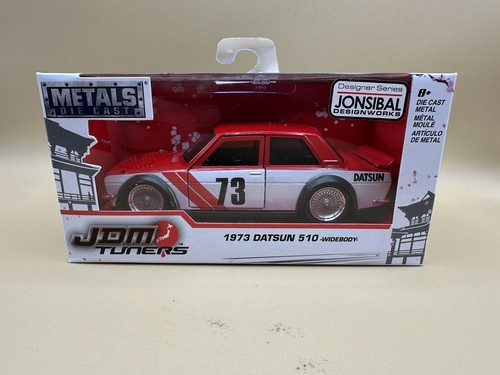 METALS
DIE CAST
Designer Series
JONSIBAL
DESIGNWORKS
8+
DIE CAST
METAL
MÉTAL
MOULÉ
ARTÍCULO
DE METAL
73
DATSUN
JDM
TUNERS
1973 DATSUN 510 -WIDEBODY-